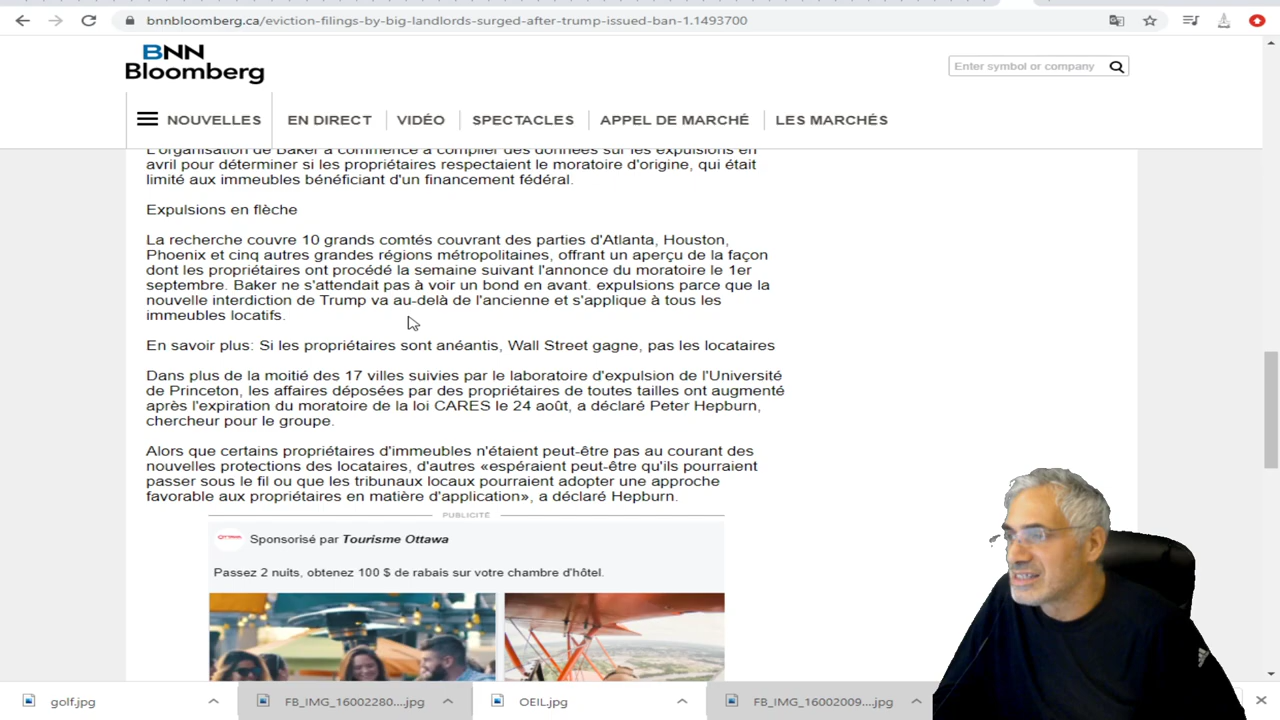 bnnbloomberg.ca/eviction-filings-by-big-landlords-surged-after-trump-issued-ban-1.1493700
BNN
Bloomberg
Enter symbol or company
NOUVELLES
EN DIRECT
VIDÉO
SPECTACLES
APPEL DE MARCHÉ
LES MARCHÉS
L'organisation de Baker a commencé à compiler des données sur les expulsions en
avril pour déterminer si les propriétaires respectaient le moratoire d'origine, qui était
limité aux immeubles bénéficiant d'un financement fédéral.
Expulsions en flèche
La recherche couvre 10 grands comtés couvrant des parties d'Atlanta, Houston,
Phoenix et cinq autres grandes régions métropolitaines, offrant un aperçu de la façon
dont les propriétaires ont procédé la semaine suivant l'annonce du moratoire le 1er
septembre. Baker ne s'attendait pas à voir un bond en avant. expulsions parce que la
nouvelle interdiction de Trump va au-delà de l'ancienne et s'applique à tous les
immeubles locatifs.
En savoir plus: Si les propriétaires sont anéantis, Wall Street gagne, pas les locataires
Dans plus de la moitié des 17 villes suivies par le laboratoire d'expulsion de l'Université
de Princeton, les affaires déposées par des propriétaires de toutes tailles ont augmenté
après l'expiration du moratoire de la loi CARES le 24 août, a déclaré Peter Hepburn,
chercheur pour le groupe.
Alors que certains propriétaires d'immeubles n'étaient peut-être pas au courant des
nouvelles protections des locataires, d'autres «espéraient peut-être qu'ils pourraient
passer sous le fil ou que les tribunaux locaux pourraient adopter une approche
favorable aux propriétaires en matière d'application», a déclaré Hepburn.
PUBLICITÉ
OTTAWA
Sponsorisé par Tourisme Ottawa
Passez 2 nuits, obtenez 100 $ de rabais sur votre chambre d'hôtel.
golf.jpg
FB_IMG_16002280....jpg
OEIL.jpg
FB_IMG_16002009....jpg